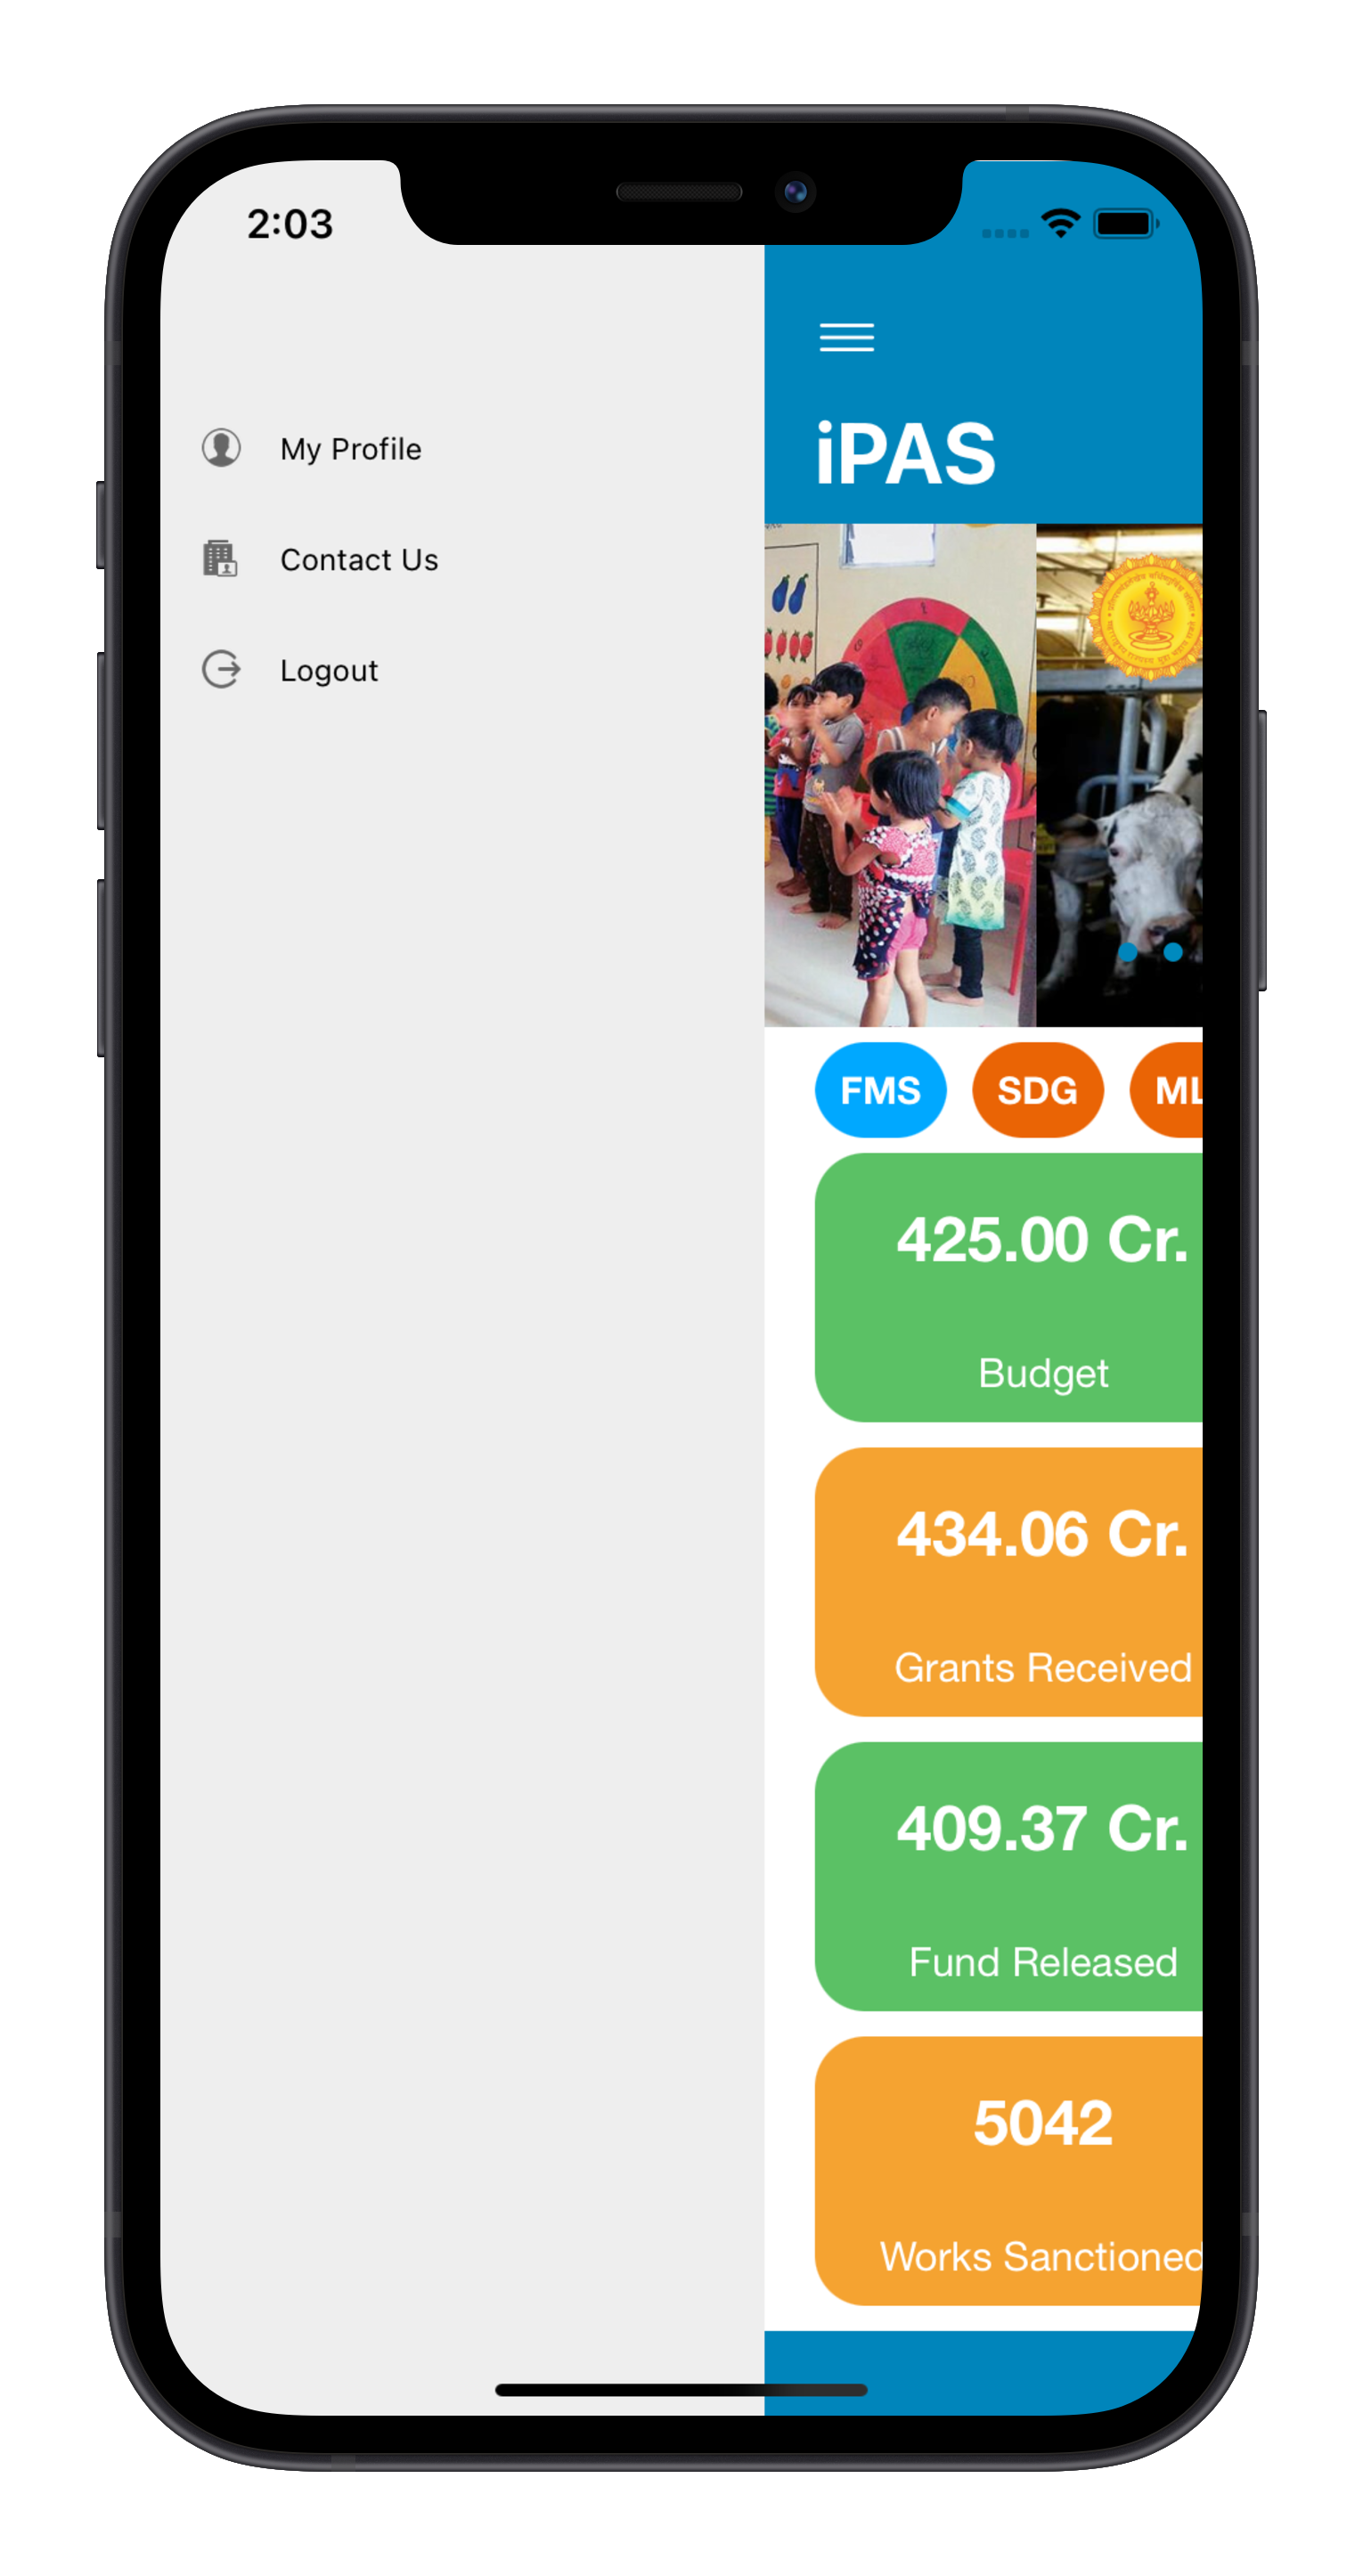 2:03
My Profile
Contact Us
Logout
iPAS
FMS
SDG
425.00 Cr.
Budget
434.06 Cr.
Grants Received
409.37 Cr.
Fund Released
5042
Works Sanctioned